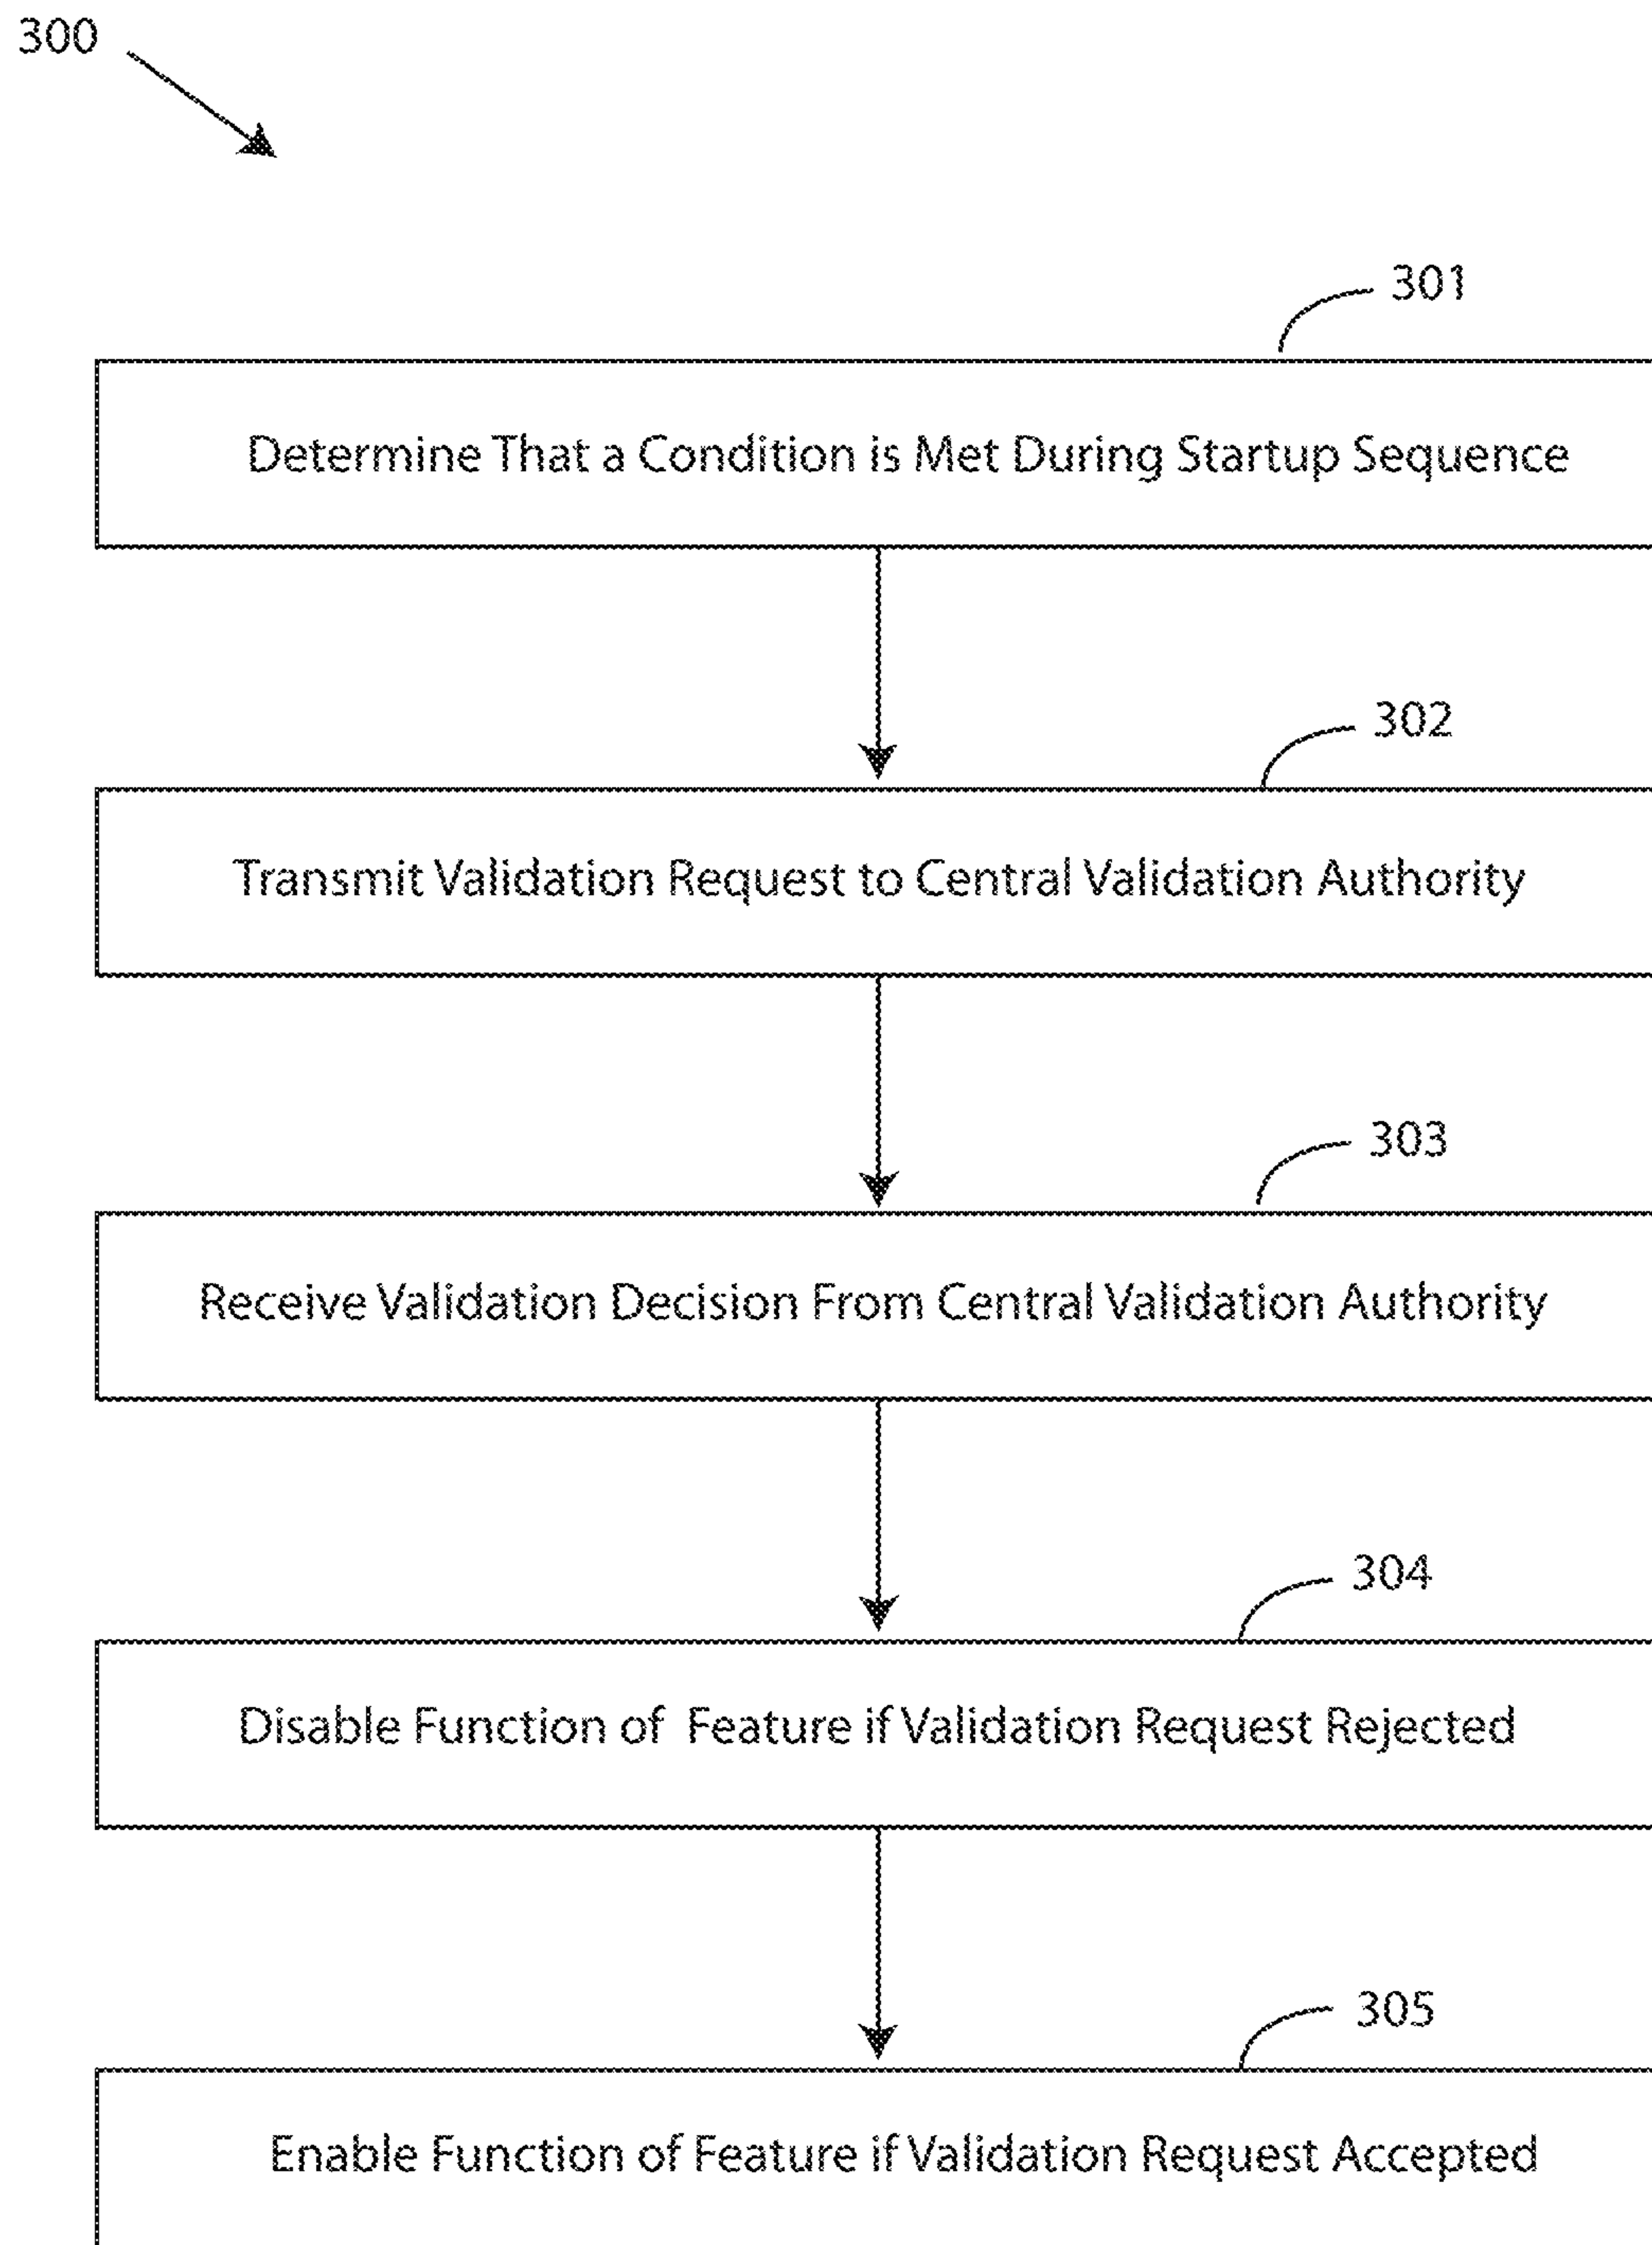 300
301
Determine That a Condition is Met During Startup Sequence
302
Transmit Validation Request to Central Validation Authority
303
Receive Validation Decision From Central Validation Authority
304
Disable Function of Feature if Validation Request Rejected
305
Enable Function of Feature if Validation Request Accepted